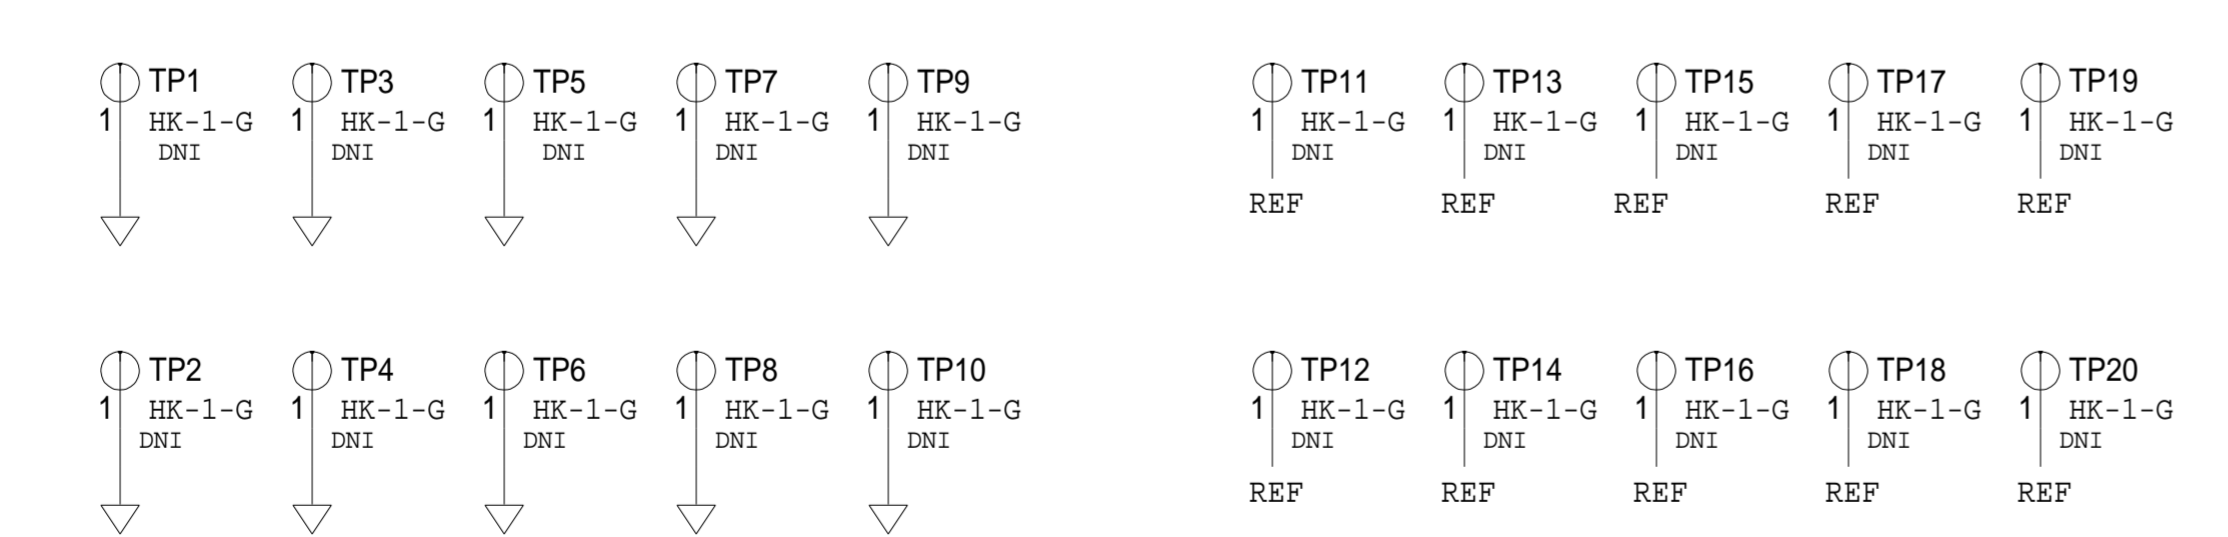 TP1 TP3 TP5 TP7 TP9 TP11 TP13 TP15 TP17 TP19
1 HK-1-G 1 HK-1-G 1 HK-1-G 1 HK-1-G 1 HK-1-G 1 HK-1-G 1 HK-1-G 1 HK-1-G 1 HK-1-G 1 HK-1-G
DNI DNI DNI DNI DNI DNI DNI DNI DNI DNI
REF REF REF REF REF
TP2 TP4 TP6 TP8 TP10 TP12 TP14 TP16 TP18 TP20
1 HK-1-G 1 HK-1-G 1 HK-1-G 1 HK-1-G 1 HK-1-G 1 HK-1-G 1 HK-1-G 1 HK-1-G 1 HK-1-G 1 HK-1-G
DNI DNI DNI DNI DNI DNI DNI DNI DNI DNI
REF REF REF REF REF